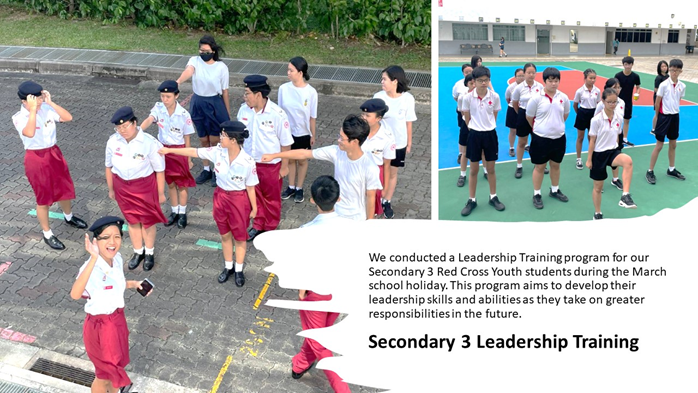 We conducted a Leadership Training program for our
Secondary 3 Red Cross Youth students during the March
school holiday. This program aims to develop their
leadership skills and abilities as they take on greater
responsibilities in the future.
Secondary 3 Leadership Training